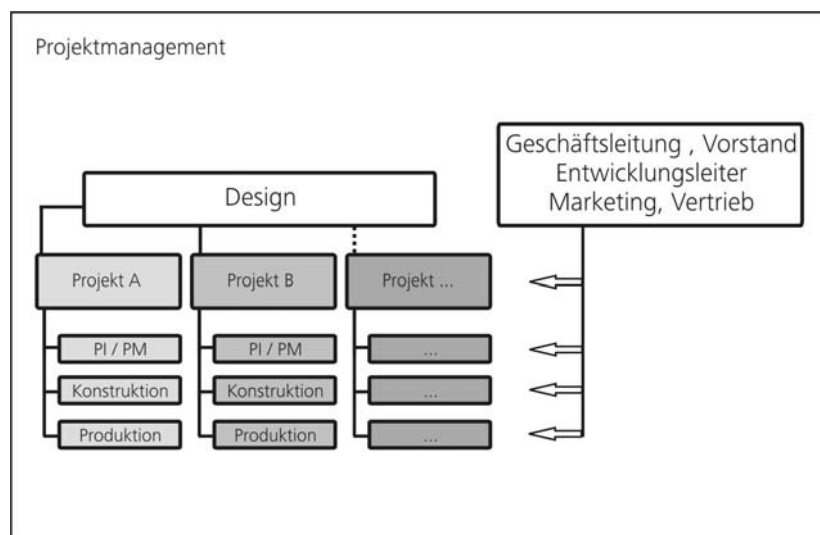 Projektmanagement
Geschäftsleitung , Vorstand
Entwicklungsleiter
Marketing, Vertrieb
Design
Projekt A
Projekt B
Projekt ...
PI / PM
PI / PM
...
Konstruktion
Konstruktion
...
Produktion
Produktion
...